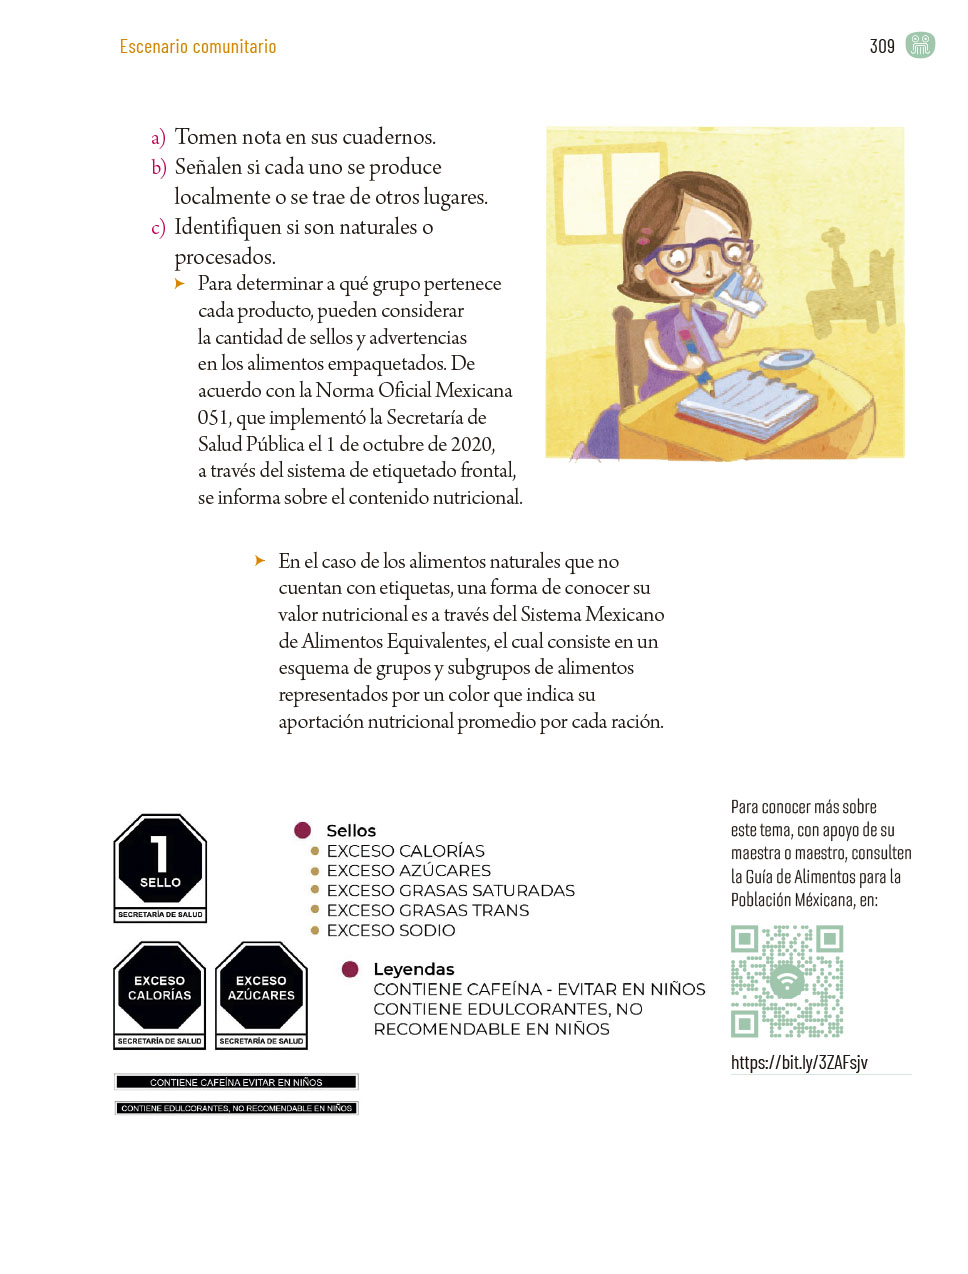 Escenario comunitario
309
a) Tomen nota en sus cuadernos.
b) Señalen si cada uno se produce
localmente o se trae de otros lugares.
c) Identifiquen si son naturales o
procesados.
➤ Para determinar a qué grupo pertenece
cada producto, pueden considerar
la cantidad de sellos y advertencias
en los alimentos empaquetados. De
acuerdo con la Norma Oficial Mexicana
051, que implementó la Secretaría de
Salud Pública el 1 de octubre de 2020,
a través del sistema de etiquetado frontal,
se informa sobre el contenido nutricional.
➤ En el caso de los alimentos naturales que no
cuentan con etiquetas, una forma de conocer su
valor nutricional es a través del Sistema Mexicano
de Alimentos Equivalentes, el cual consiste en un
esquema de grupos y subgrupos de alimentos
representados por un color que indica su
aportación nutricional promedio por cada ración.
1
SELLO
SECRETARÍA DE SALUD
EXCESO
CALORÍAS
SECRETARÍA DE SALUD
EXCESO
AZÚCARES
SECRETARÍA DE SALUD
CONTIENE CAFEÍNA EVITAR EN NIÑOS
CONTIENE EDULCORANTES, NO RECOMENDABLE EN NIÑOS
Sellos
EXCESO CALORÍAS
EXCESO AZÚCARES
EXCESO GRASAS SATURADAS
EXCESO GRASAS TRANS
EXCESO SODIO
Leyendas
CONTIENE CAFEÍNA - EVITAR EN NIÑOS
CONTIENE EDULCORANTES, NO
RECOMENDABLE EN NIÑOS
Para conocer más sobre
este tema, con apoyo de su
maestra o maestro, consulten
la Guía de Alimentos para la
Población Méxicana, en:
https://bit.ly/3ZAFsjv